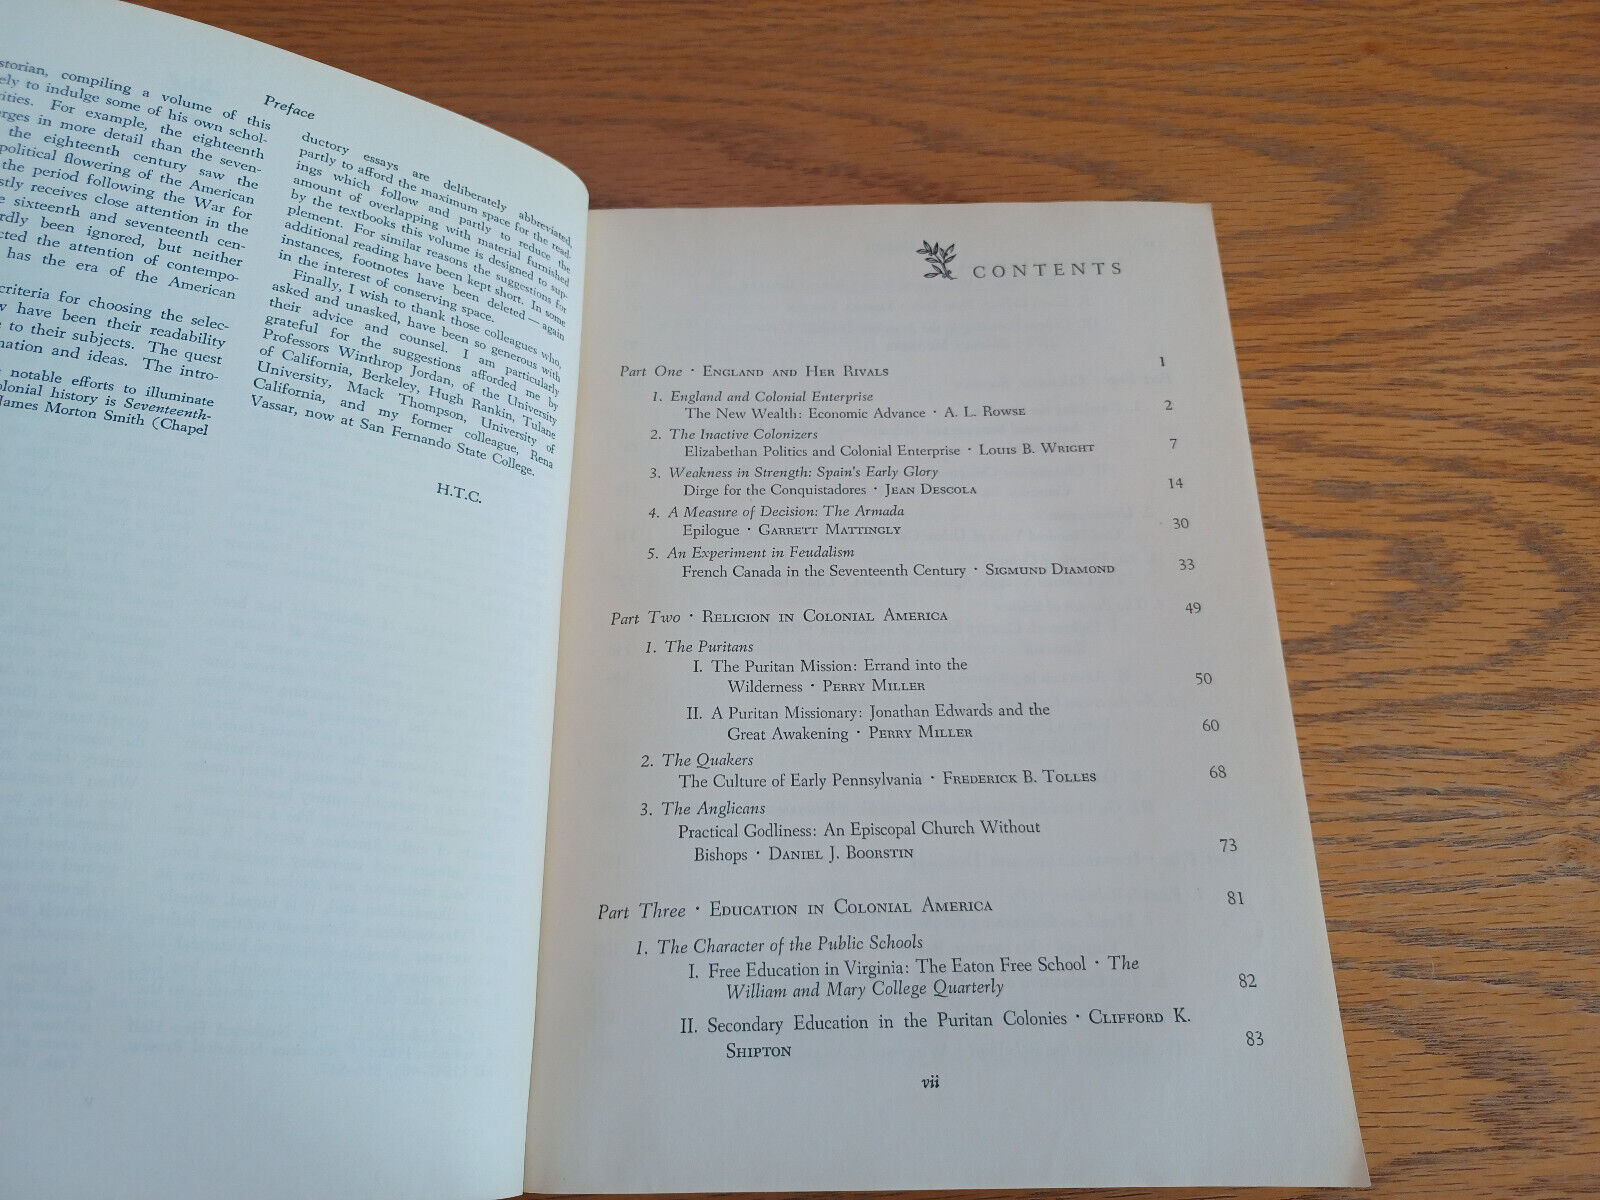 Preface
storian, compiling a volume of this
ely to indulge some of his own schol-
ities. For example, the eighteenth
rges in more detail than the seven-
the eighteenth century saw the
political flowering of the American
the period following the War for
stly receives close attention in the
e sixteenth and seventeenth cen-
rdly been ignored, but neither
cted the attention of contempo-
has the era of the American
criteria for choosing the selec-
w have been their readability
e to their subjects. The quest
mation and ideas. The intro-
notable efforts to illuminate
olonial history is Seventeenth-
James Morton Smith (Chapel
ductory essays are deliberately abbreviated,
partly to afford the maximum space for the read-
ings which follow and partly to reduce the
amount of overlapping with material furnished
by the textbooks this volume is designed to sup-
plement. For similar reasons the suggestions for
additional reading have been kept short. In some
instances, footnotes have been deleted—again
in the interest of conserving space.
Finally, I wish to thank those colleagues who,
asked and unasked, have been so generous with
their advice and counsel. I am particularly
grateful for the suggestions afforded me by
Professors Winthrop Jordan, of the University
of California, Berkeley, Hugh Rankin, Tulane
University, Mack Thompson, University of
California, and my former colleague, Rena
Vassar, now at San Fernando State College.
H.T.C.
CONTENTS
Part One · ENGLAND AND HER RIVALS 1
1. England and Colonial Enterprise
The New Wealth: Economic Advance · A. L. ROWSE 2
2. The Inactive Colonizers
Elizabethan Politics and Colonial Enterprise · LOUIS B. WRIGHT 7
3. Weakness in Strength: Spain's Early Glory
Dirge for the Conquistadores · JEAN DESCOLA 14
4. A Measure of Decision: The Armada
Epilogue · GARRETT MATTINGLY 30
5. An Experiment in Feudalism
French Canada in the Seventeenth Century · SIGMUND DIAMOND 33
Part Two · RELIGION IN COLONIAL AMERICA 49
1. The Puritans
I. The Puritan Mission: Errand into the
Wilderness · PERRY MILLER 50
II. A Puritan Missionary: Jonathan Edwards and the
Great Awakening · PERRY MILLER 60
2. The Quakers
The Culture of Early Pennsylvania · FREDERICK B. TOLLES 68
3. The Anglicans
Practical Godliness: An Episcopal Church Without
Bishops · DANIEL J. BOORSTIN 73
Part Three · EDUCATION IN COLONIAL AMERICA 81
1. The Character of the Public Schools
I. Free Education in Virginia: The Eaton Free School · The
William and Mary College Quarterly 82
II. Secondary Education in the Puritan Colonies · CLIFFORD K.
SHIPTON 83
vii